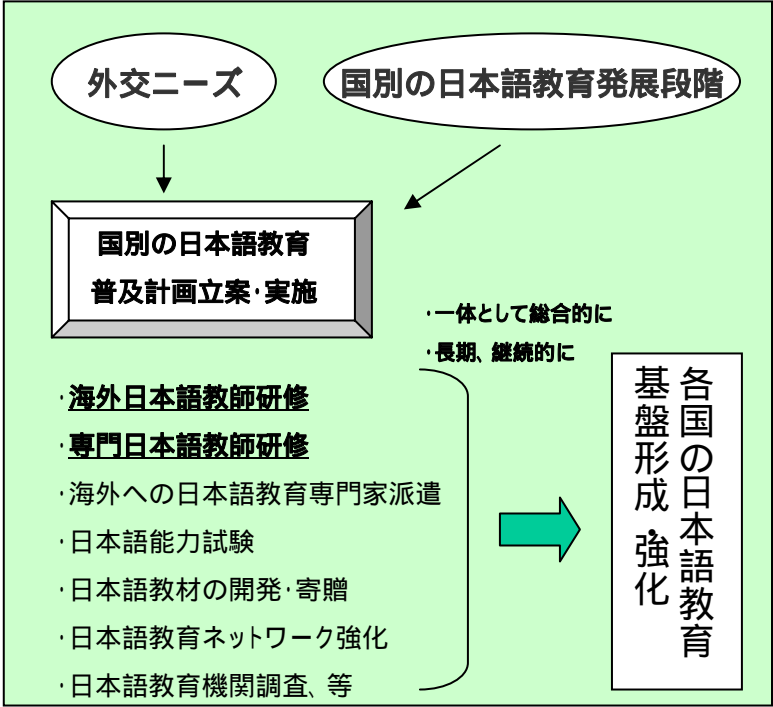 外交ニーズ
国別の日本語教育発展段階
国別の日本語教育
普及計画立案・実施
・一体として総合的に
・長期、継続的に
・海外日本語教師研修
・専門日本語教師研修
・海外への日本語教育専門家派遣
・日本語能力試験
・日本語教材の開発・寄贈
・日本語教育ネットワーク強化
・日本語教育機関調査、等
各国の日本語教育
基盤形成・強化